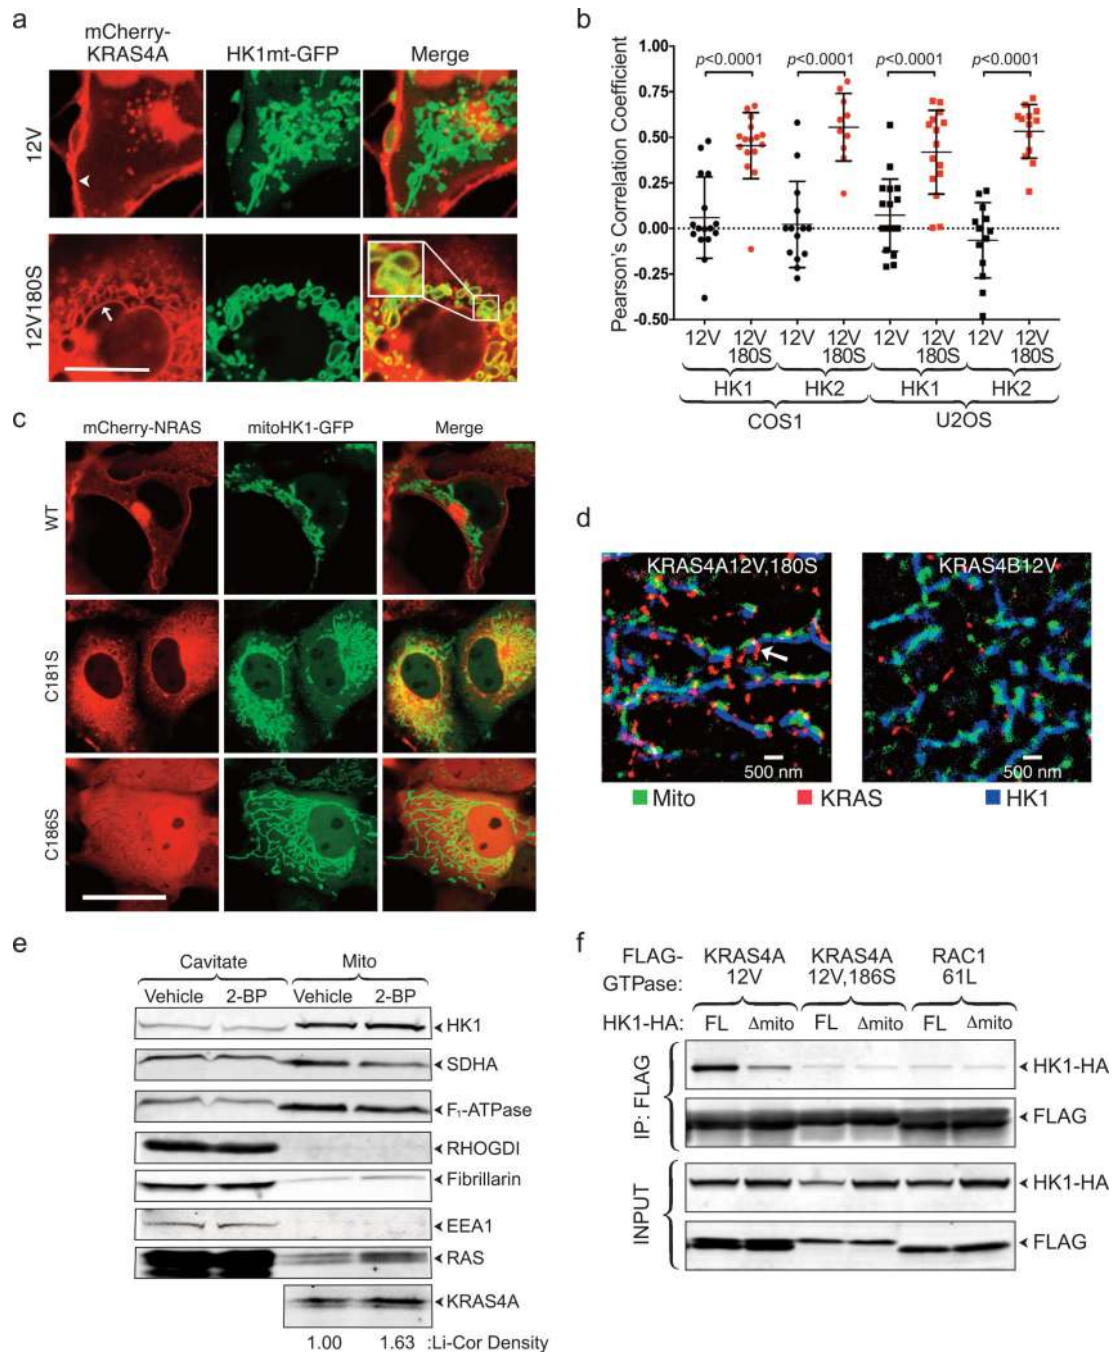 a
mCherry-
KRAS4A
HK1mt-GFP
Merge
12V
12V180S
b
Pearson's Correlation Coefficient
1.00
0.75
0.50
0.25
0.00
-0.25
-0.50
p<0.0001
p<0.0001
p<0.0001
p<0.0001
12V
12V
180S
12V
12V
180S
12V
12V
180S
12V
12V
180S
HK1
HK2
HK1
HK2
COS1
U2OS
c
mCherry-NRAS
mitoHK1-GFP
Merge
WT
C181S
C186S
d
KRAS4A12V,180S
KRAS4B12V
500 nm
500 nm
Mito
KRAS
HK1
e
Cavitate
Mito
Vehicle
2-BP
Vehicle
2-BP
HK1
SDHA
F₁-ATPase
RHOGDI
Fibrillarin
EEA1
RAS
KRAS4A
1.00 1.63 :Li-Cor Density
f
FLAG-
GTPase:
KRAS4A
12V
KRAS4A
12V,186S
RAC1
61L
HK1-HA:
FL
Δmito
FL
Δmito
FL
Δmito
IP: FLAG
HK1-HA
FLAG
INPUT
HK1-HA
FLAG